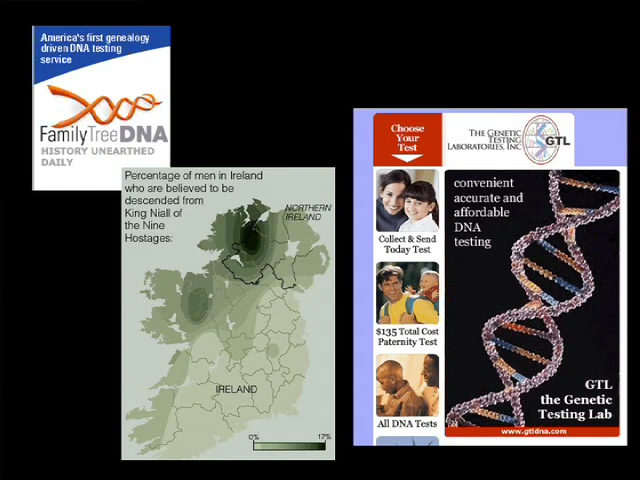 America's first genealogy
driven DNA testing
service
FamilyTreeDNA
HISTORY UNEARTHED
DAILY
Percentage of men in Ireland
who are believed to be
descended from
King Niall of
the Nine
Hostages:
NORTHERN
IRELAND
IRELAND
0%
17%
Choose
Your
Test
THE GENETIC
TESTING
LABORATORIES, INC
GTL
Collect & Send
Today Test
$135 Total Cost
Paternity Test
All DNA Tests
convenient
accurate and
affordable
DNA
testing
GTL
the Genetic
Testing Lab
www.gtldna.com